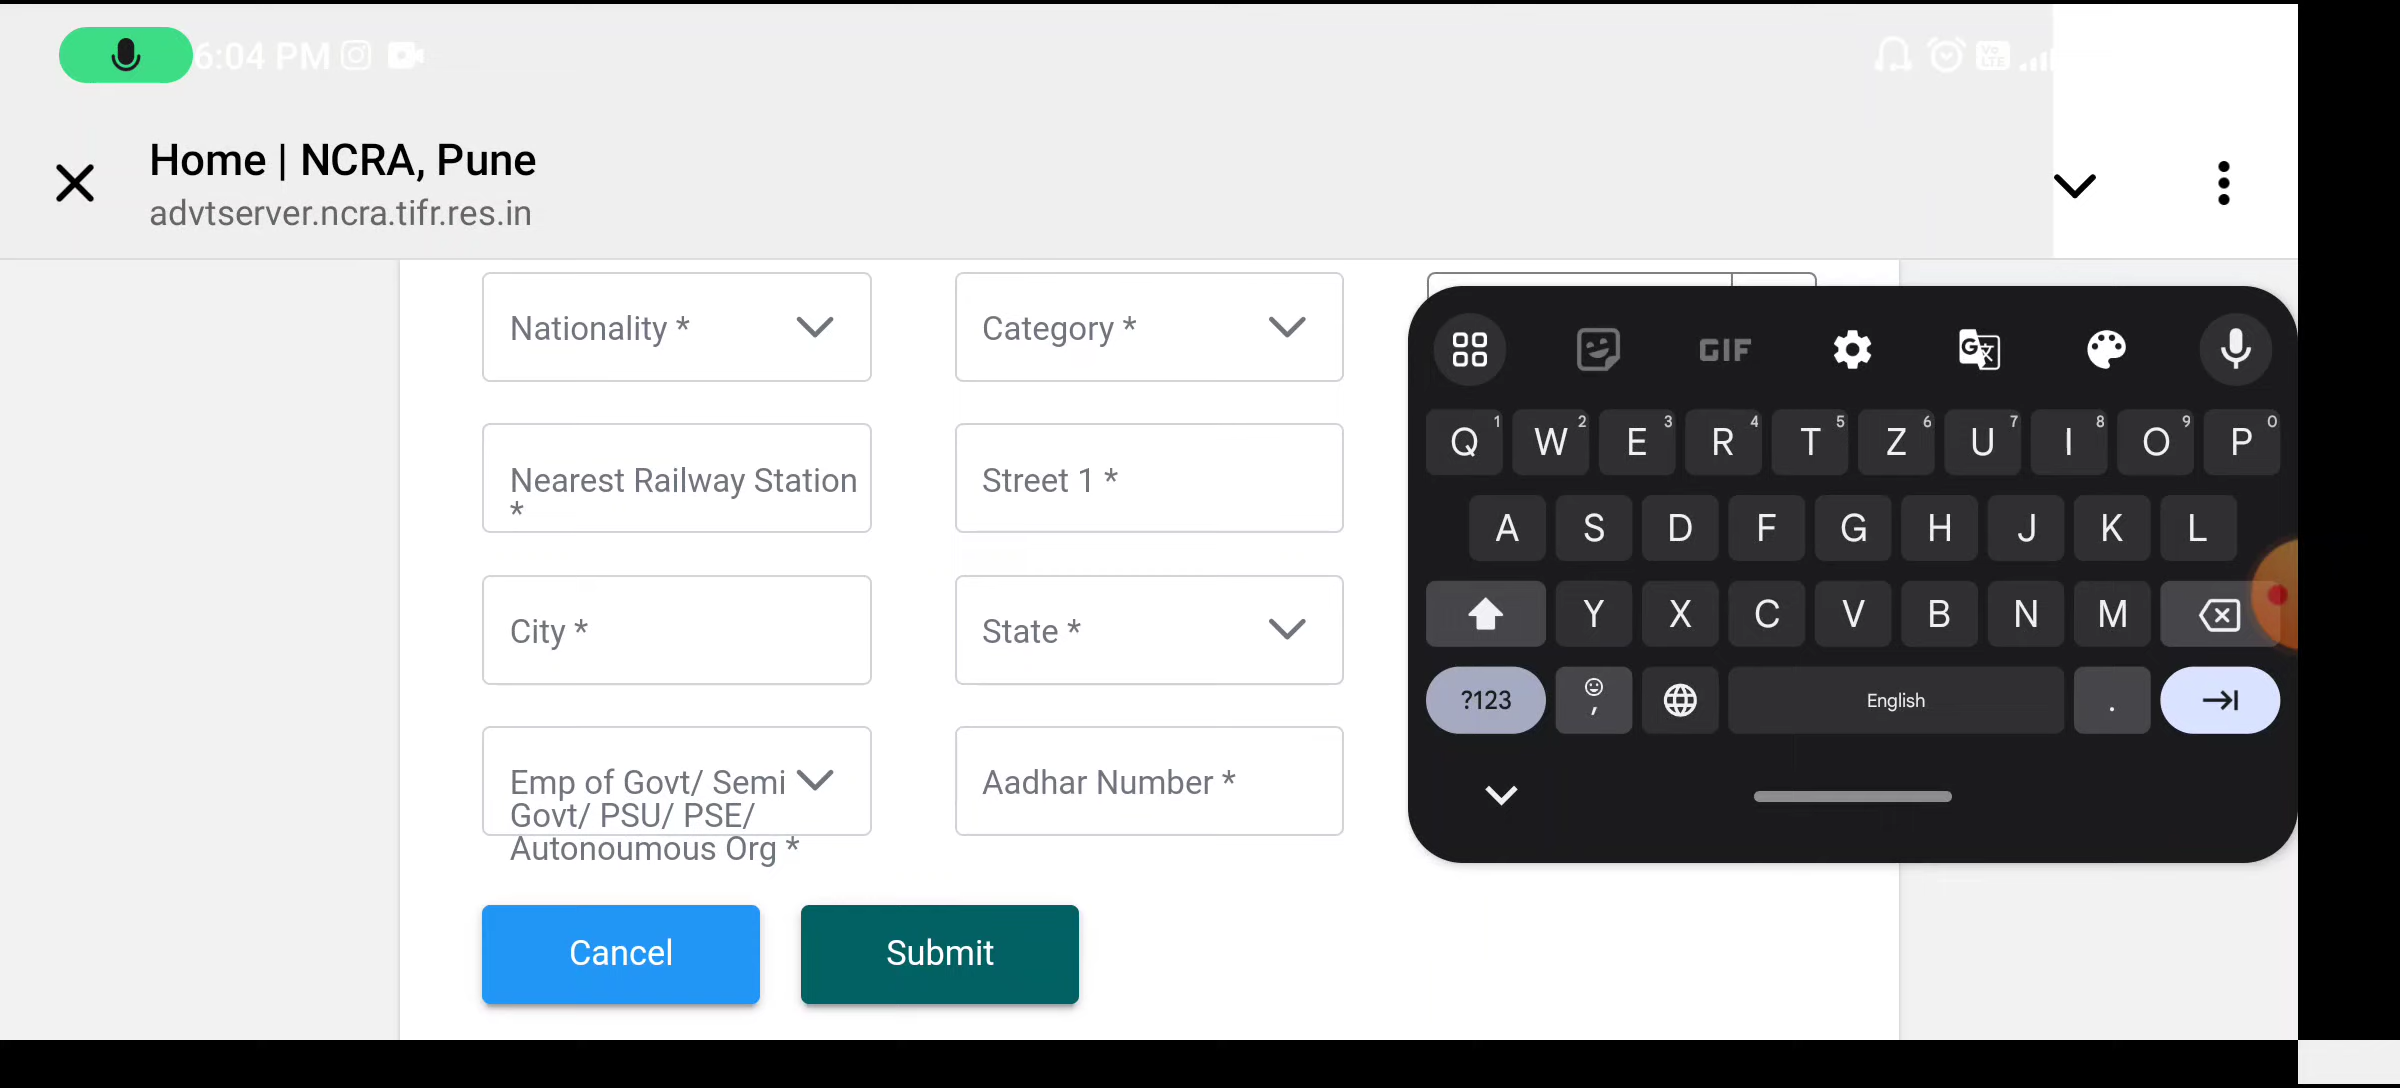 6:04 PM
Vo LTE
Home | NCRA, Pune
advtserver.ncra.tifr.res.in
Nationality *
Category *
Nearest Railway Station
*
Street 1 *
City *
State *
Emp of Govt/ Semi
Govt/ PSU/ PSE/
Autonoumous Org *
Aadhar Number *
Cancel
Submit
GIF
G
Q 1 W 2 E 3 R 4 T 5 Z 6 U 7 I 8 O 9 P 0
A S D F G H J K L
Y X C V B N M
?123 , English .